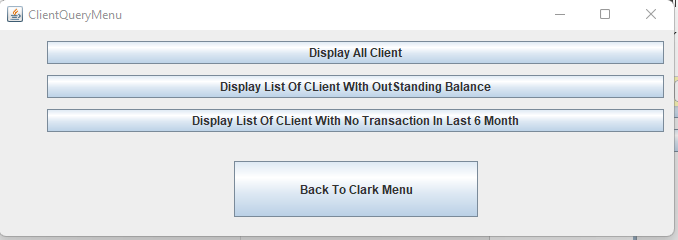 ClientQueryMenu
Display All Client
Display List Of CLient WIth OutStanding Balance
Display List Of CLient With No Transaction In Last 6 Month
Back To Clark Menu